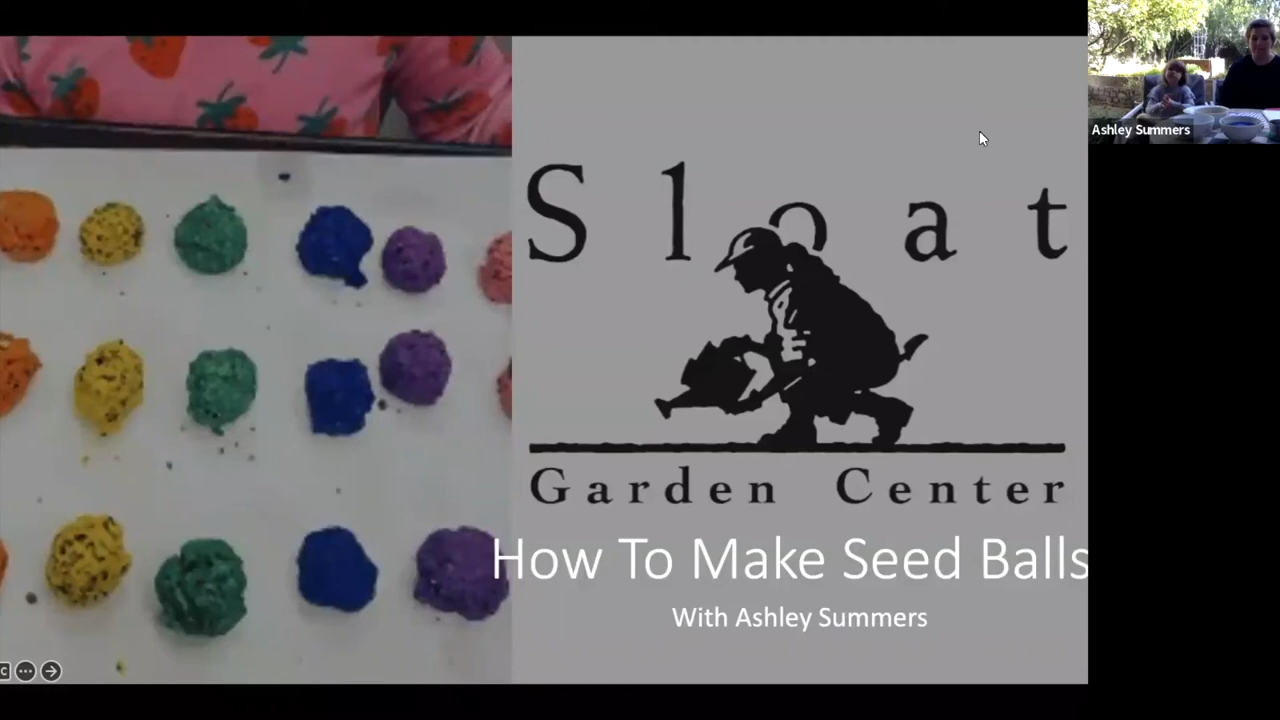 Sloat
Garden Center
How To Make Seed Balls
With Ashley Summers
Ashley Summers